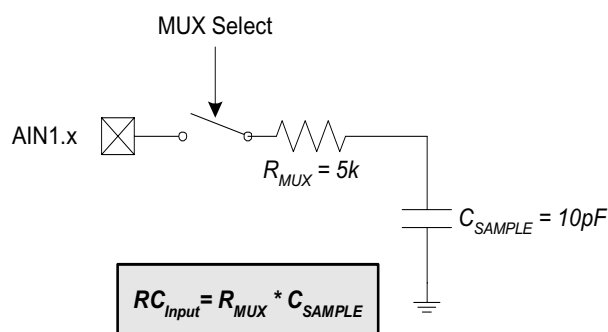 MUX Select
AIN1.x
R_MUX = 5k
C_SAMPLE = 10pF
RC_Input = R_MUX * C_SAMPLE